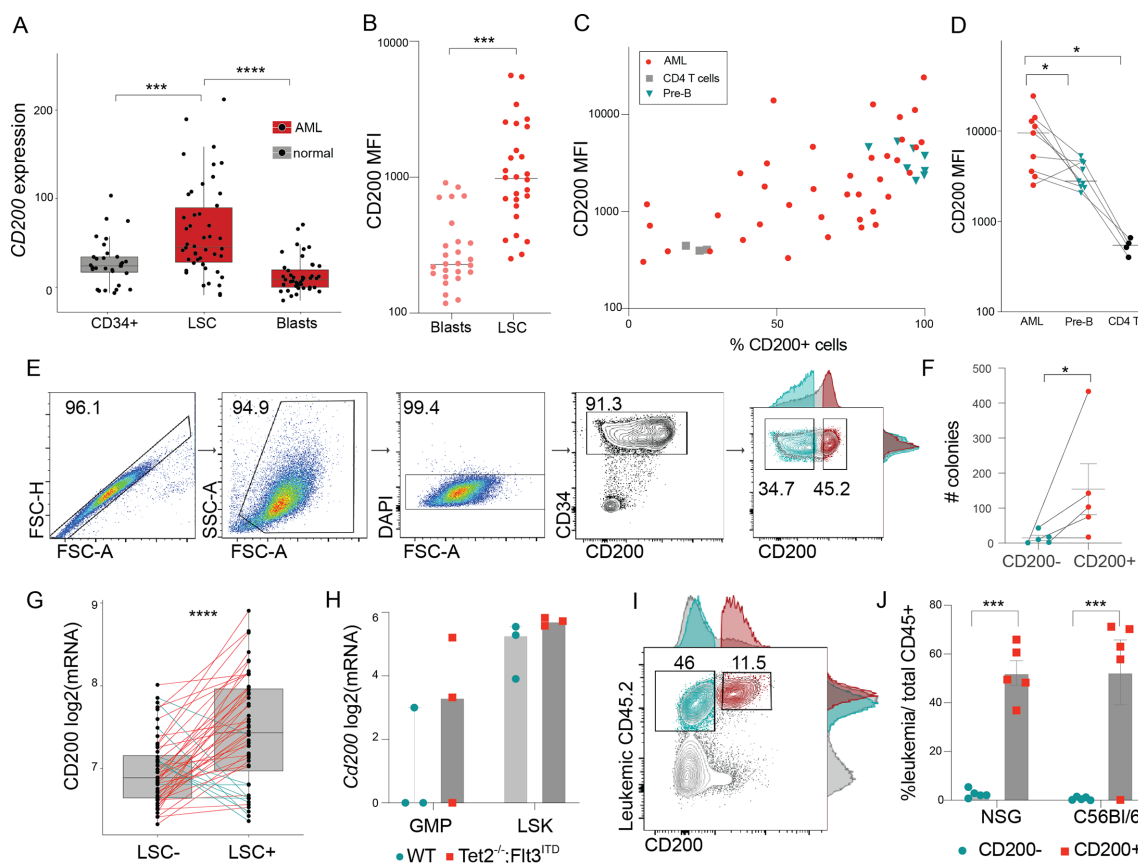 A
CD200 expression
200
100
0
***
****
AML
normal
CD34+
LSC
Blasts
B
CD200 MFI
10000
1000
100
***
Blasts
LSC
C
CD200 MFI
10000
1000
100
AML
CD4 T cells
Pre-B
0
50
100
% CD200+ cells
D
CD200 MFI
10000
1000
100
*
*
AML
Pre-B
CD4 T
E
96.1
FSC-H
FSC-A
94.9
SSC-A
FSC-A
99.4
DAPI
FSC-A
91.3
CD34
CD200
34.7
45.2
CD200
F
# colonies
500
400
300
200
100
0
*
CD200-
CD200+
G
CD200 log2(mRNA)
9
8
7
****
LSC-
LSC+
H
Cd200 log2(mRNA)
6
4
2
0
GMP
LSK
WT
Tet2-/-;Flt3ITD
I
Leukemic CD45.2
46
11.5
CD200
J
%leukemia/ total CD45+
80
60
40
20
0
***
***
NSG
C56Bl/6
CD200-
CD200+